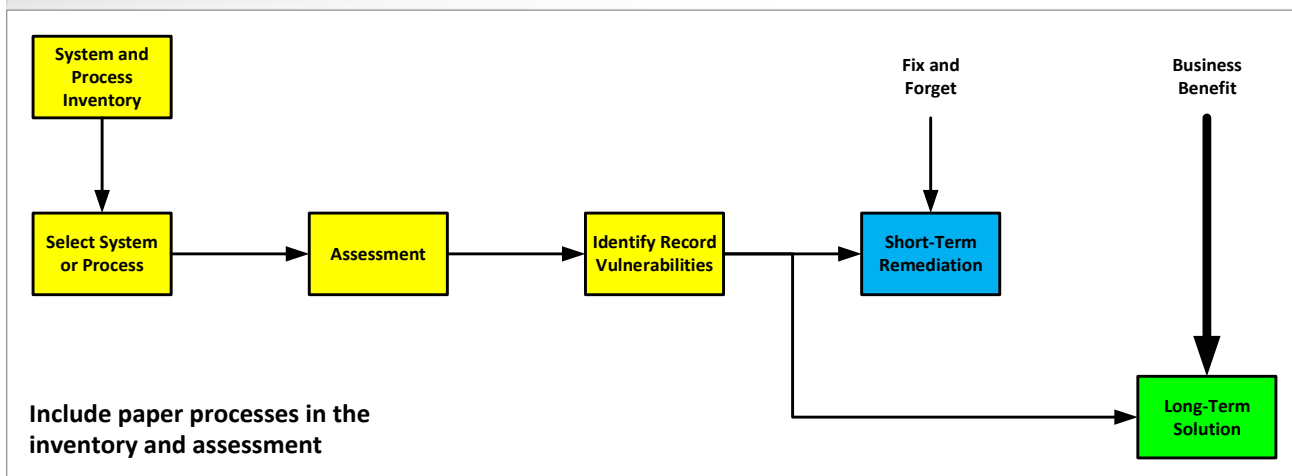 System and
Process
Inventory
Fix and
Forget
Business
Benefit
Select System
or Process
Assessment
Identify Record
Vulnerabilities
Short-Term
Remediation
Long-Term
Solution
Include paper processes in the
inventory and assessment